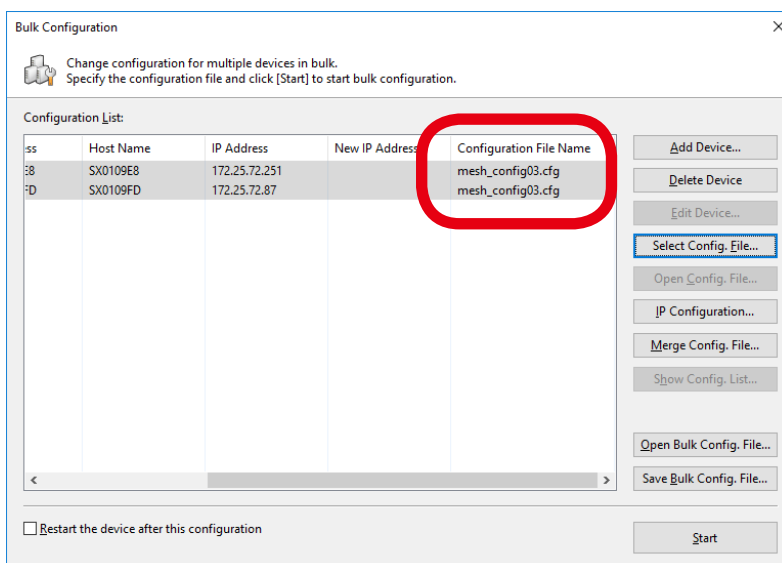 Bulk Configuration
Change configuration for multiple devices in bulk.
Specify the configuration file and click [Start] to start bulk configuration.
Configuration List:
ss Host Name IP Address New IP Address Configuration File Name
E8 SX0109E8 172.25.72.251 mesh_config03.cfg
FD SX0109FD 172.25.72.87 mesh_config03.cfg
Add Device...
Delete Device
Edit Device...
Select Config. File...
Open Config. File...
IP Configuration...
Merge Config. File...
Show Config. List...
Open Bulk Config. File...
Save Bulk Config. File...
Restart the device after this configuration
Start